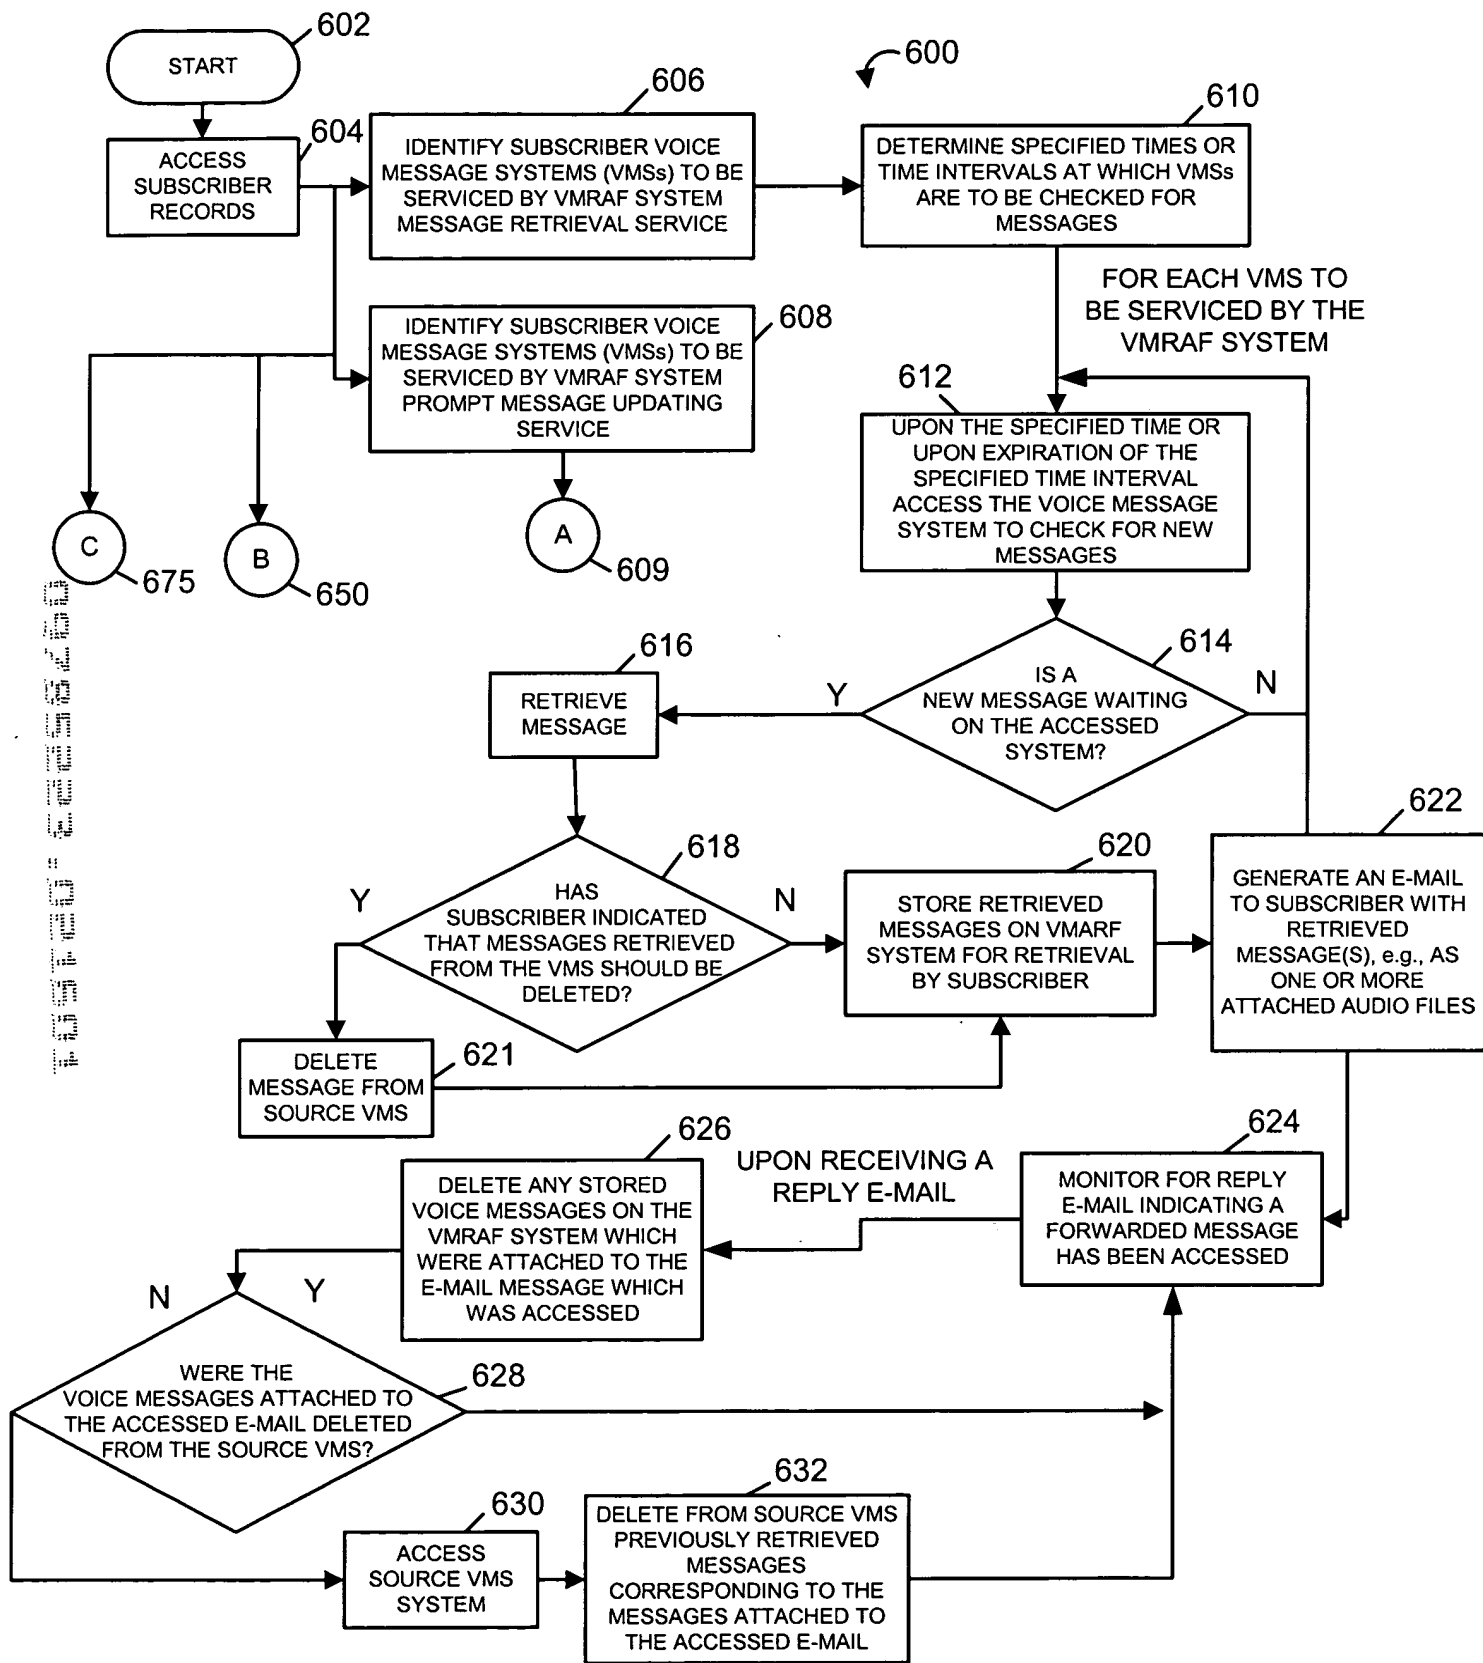 602
START
600
604
ACCESS
SUBSCRIBER
RECORDS
606
IDENTIFY SUBSCRIBER VOICE
MESSAGE SYSTEMS (VMSs) TO BE
SERVICED BY VMRAF SYSTEM
MESSAGE RETRIEVAL SERVICE
610
DETERMINE SPECIFIED TIMES OR
TIME INTERVALS AT WHICH VMSs
ARE TO BE CHECKED FOR
MESSAGES
FOR EACH VMS TO
BE SERVICED BY THE
VMRAF SYSTEM
608
IDENTIFY SUBSCRIBER VOICE
MESSAGE SYSTEMS (VMSs) TO BE
SERVICED BY VMRAF SYSTEM
PROMPT MESSAGE UPDATING
SERVICE
612
UPON THE SPECIFIED TIME OR
UPON EXPIRATION OF THE
SPECIFIED TIME INTERVAL
ACCESS THE VOICE MESSAGE
SYSTEM TO CHECK FOR NEW
MESSAGES
C
675
B
650
A
609
09785223.021501
614
IS A
NEW MESSAGE WAITING
ON THE ACCESSED
SYSTEM?
Y
N
616
RETRIEVE
MESSAGE
618
HAS
SUBSCRIBER INDICATED
THAT MESSAGES RETRIEVED
FROM THE VMS SHOULD BE
DELETED?
Y
N
620
STORE RETRIEVED
MESSAGES ON VMARF
SYSTEM FOR RETRIEVAL
BY SUBSCRIBER
622
GENERATE AN E-MAIL
TO SUBSCRIBER WITH
RETRIEVED
MESSAGE(S), e.g., AS
ONE OR MORE
ATTACHED AUDIO FILES
621
DELETE
MESSAGE FROM
SOURCE VMS
624
MONITOR FOR REPLY
E-MAIL INDICATING A
FORWARDED MESSAGE
HAS BEEN ACCESSED
UPON RECEIVING A
REPLY E-MAIL
626
DELETE ANY STORED
VOICE MESSAGES ON THE
VMRAF SYSTEM WHICH
WERE ATTACHED TO THE
E-MAIL MESSAGE WHICH
WAS ACCESSED
N
Y
628
WERE THE
VOICE MESSAGES ATTACHED TO
THE ACCESSED E-MAIL DELETED
FROM THE SOURCE VMS?
630
ACCESS
SOURCE VMS
SYSTEM
632
DELETE FROM SOURCE VMS
PREVIOUSLY RETRIEVED
MESSAGES
CORRESPONDING TO THE
MESSAGES ATTACHED TO
THE ACCESSED E-MAIL